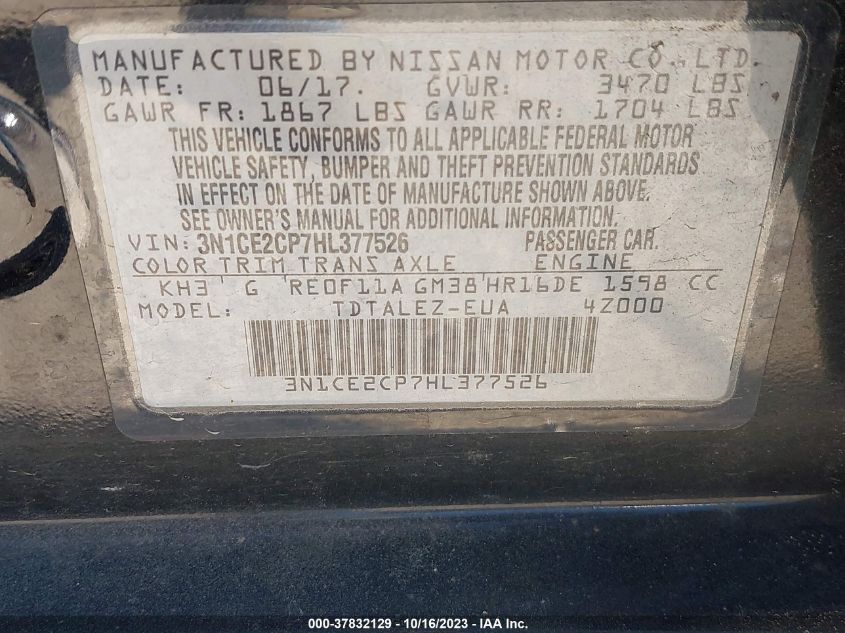 MANUFACTURED BY NISSAN MOTOR CO.,LTD.
DATE: 06/17. GVWR: 3470 LBS
GAWR FR: 1867 LBS GAWR RR: 1704 LBS
THIS VEHICLE CONFORMS TO ALL APPLICABLE FEDERAL MOTOR
VEHICLE SAFETY, BUMPER AND THEFT PREVENTION STANDARDS
IN EFFECT ON THE DATE OF MANUFACTURE SHOWN ABOVE.
SEE OWNER'S MANUAL FOR ADDITIONAL INFORMATION.
VIN: 3N1CE2CP7HL377526 PASSENGER CAR.
COLOR TRIM TRANS AXLE ENGINE
KH3 G RE0F11A GM38 HR16DE 1598 CC
MODEL: TDTALEZ-EUA 4Z000
3N1CE2CP7HL377526
000-37832129 - 10/16/2023 - IAA Inc.